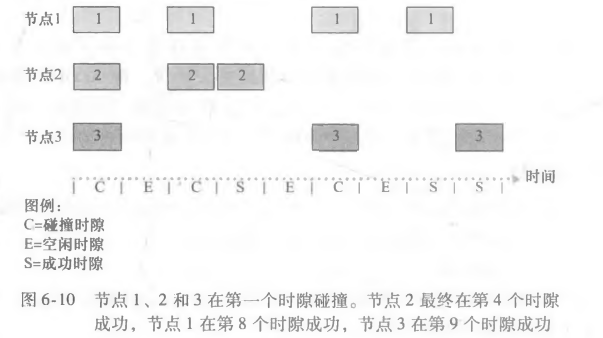 节点1 1 1 1 1
节点2 2 2 2
节点3 3 3 3
时间
| C | E | C | S | E | C | E | S | S |
图例：
C=碰撞时隙
E=空闲时隙
S=成功时隙
图 6-10 节点 1、2 和 3 在第一个时隙碰撞。节点 2 最终在第 4 个时隙
成功，节点 1 在第 8 个时隙成功，节点 3 在第 9 个时隙成功